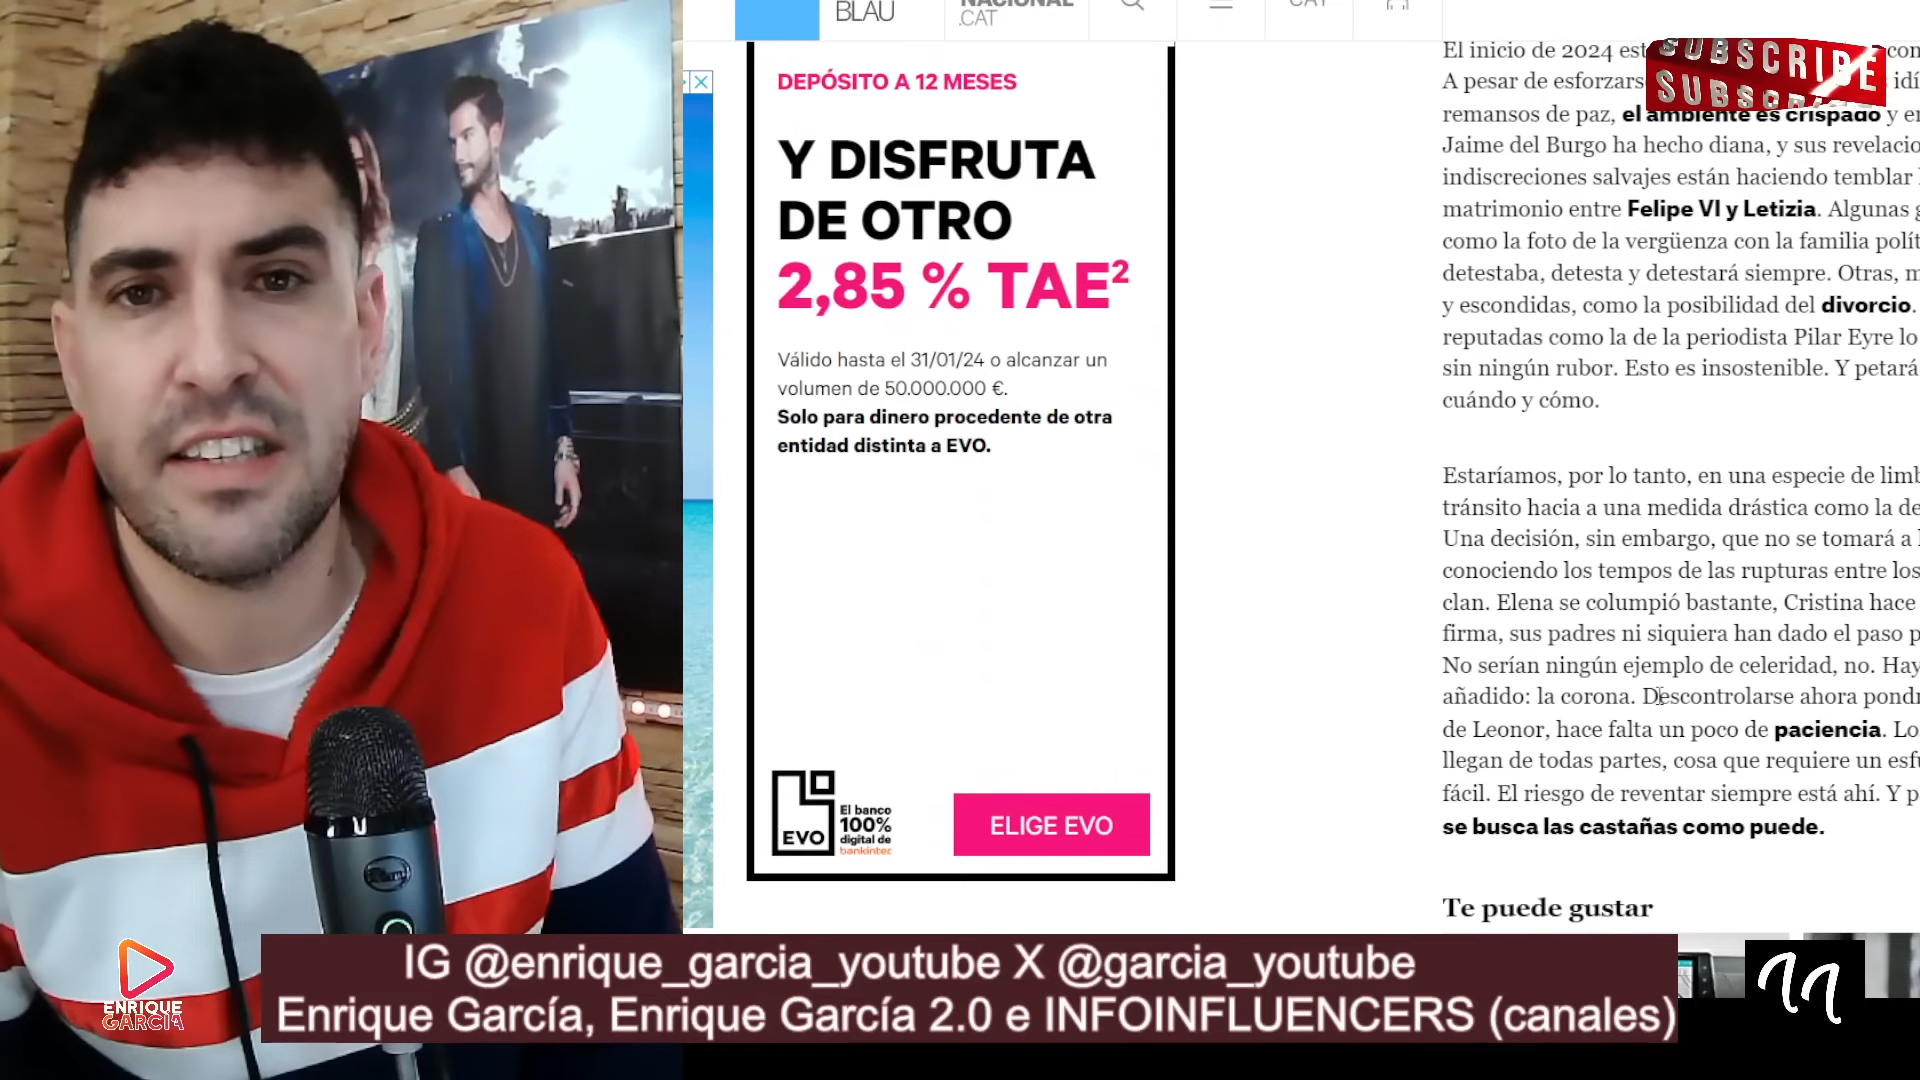 BLAU
NACIONAL
.CAT
CAT
DEPÓSITO A 12 MESES
Y DISFRUTA
DE OTRO
2,85 % TAE²
Válido hasta el 31/01/24 o alcanzar un
volumen de 50.000.000 €.
Solo para dinero procedente de otra
entidad distinta a EVO.
EVO
El banco
100%
digital de
bankinter
ELIGE EVO
El inicio de 2024 est
A pesar de esforzars
remansos de paz, el ambiente es crispado y
Jaime del Burgo ha hecho diana, y sus
indiscreciones salvajes están haciendo temblar
matrimonio entre Felipe VI y Letizia. Algunas
como la foto de la vergüenza con la familia
detestaba, detesta y detestará siempre. Otras,
y escondidas, como la posibilidad del divorcio.
reputadas como la de la periodista Pilar Eyre lo
sin ningún rubor. Esto es insostenible. Y petará
cuándo y cómo.
Estaríamos, por lo tanto, en una especie de
tránsito hacia a una medida drástica como la
Una decisión, sin embargo, que no se tomará a
conociendo los tempos de las rupturas entre los
clan. Elena se columpió bastante, Cristina hace
firma, sus padres ni siquiera han dado el paso
No serían ningún ejemplo de celeridad, no. Hay
añadido: la corona. Descontrolarse ahora
de Leonor, hace falta un poco de paciencia.
llegan de todas partes, cosa que requiere un
fácil. El riesgo de reventar siempre está ahí. Y
se busca las castañas como puede.
Te puede gustar
SUBSCRIBE
SUBSCRIBE
ENRIQUE
GARCÍA
IG @enrique_garcia_youtube X @garcia_youtube
Enrique García, Enrique García 2.0 e INFOINFLUENCERS (canales)